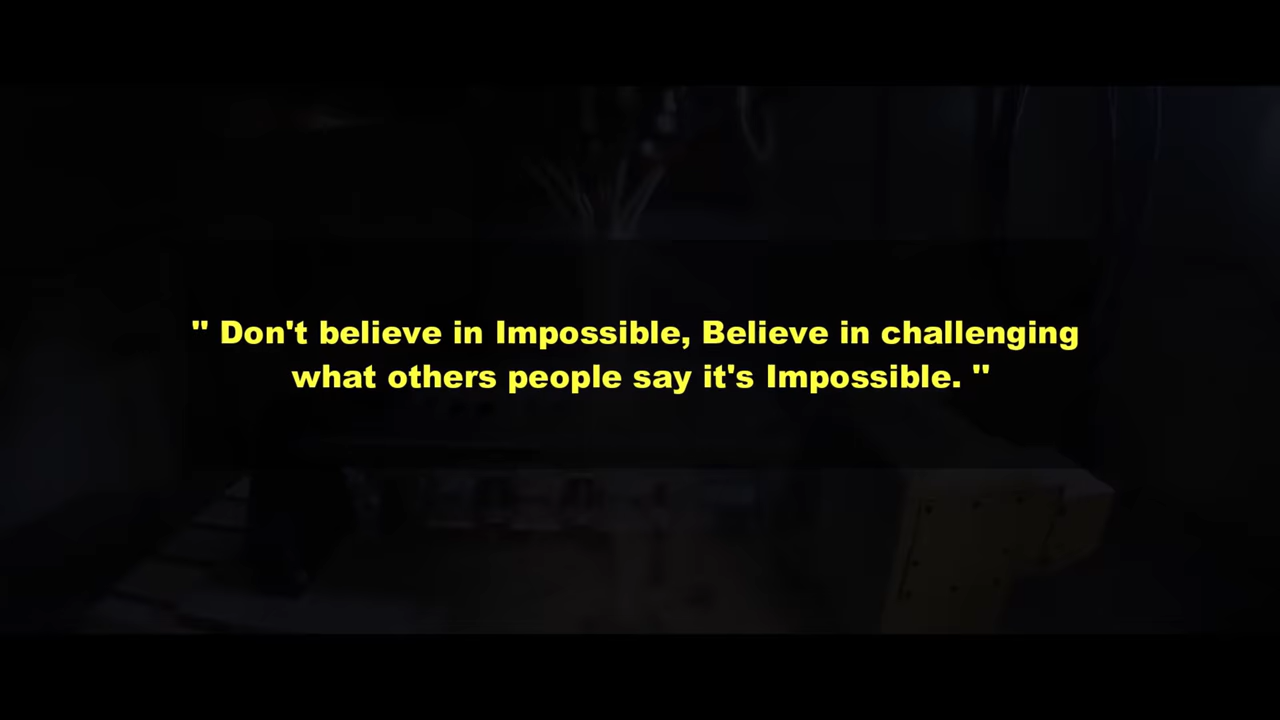 " Don't believe in Impossible, Believe in challenging
what others people say it's Impossible. "